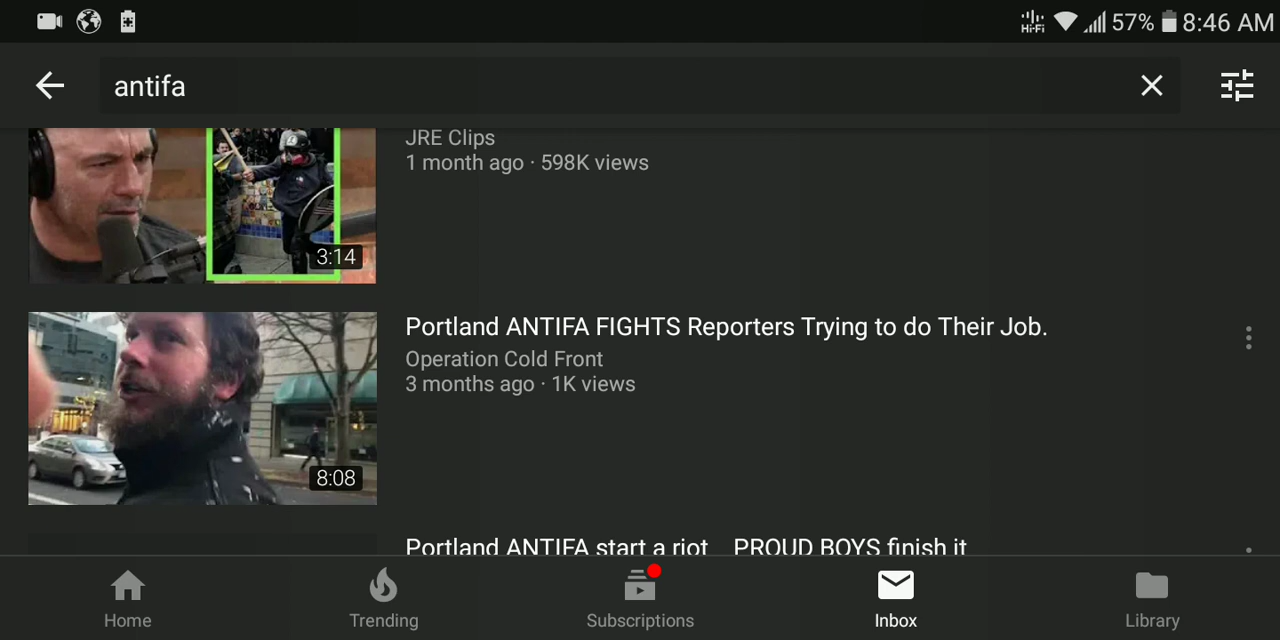 Hi-Fi 57% 8:46 AM
antifa
JRE Clips
1 month ago · 598K views
3:14
Portland ANTIFA FIGHTS Reporters Trying to do Their Job.
Operation Cold Front
3 months ago · 1K views
8:08
Portland ANTIFA start a riot PROUD BOYS finish it
Home Trending Subscriptions Inbox Library